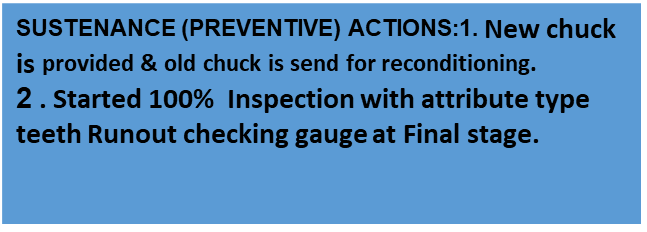 SUSTENANCE (PREVENTIVE) ACTIONS:1. New chuck
is provided & old chuck is send for reconditioning.
2 . Started 100%  Inspection with attribute type
teeth Runout checking gauge at Final stage.